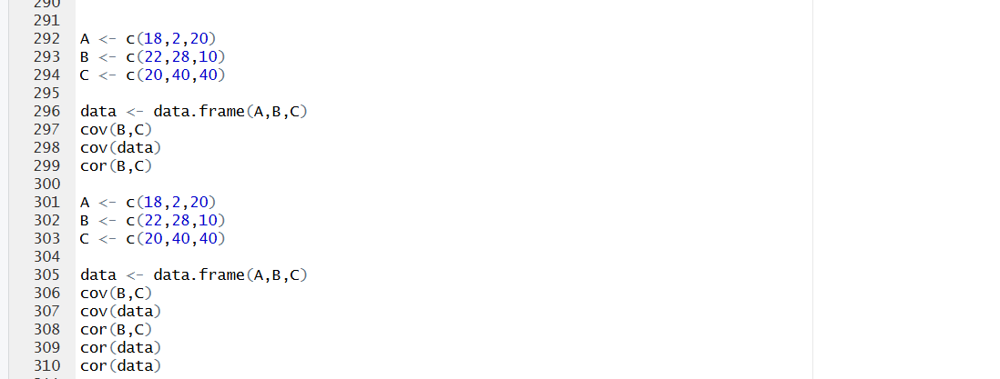 290
291
292 A <- c(18,2,20)
293 B <- c(22,28,10)
294 C <- c(20,40,40)
295
296 data <- data.frame(A,B,C)
297 cov(B,C)
298 cov(data)
299 cor(B,C)
300
301 A <- c(18,2,20)
302 B <- c(22,28,10)
303 C <- c(20,40,40)
304
305 data <- data.frame(A,B,C)
306 cov(B,C)
307 cov(data)
308 cor(B,C)
309 cor(data)
310 cor(data)